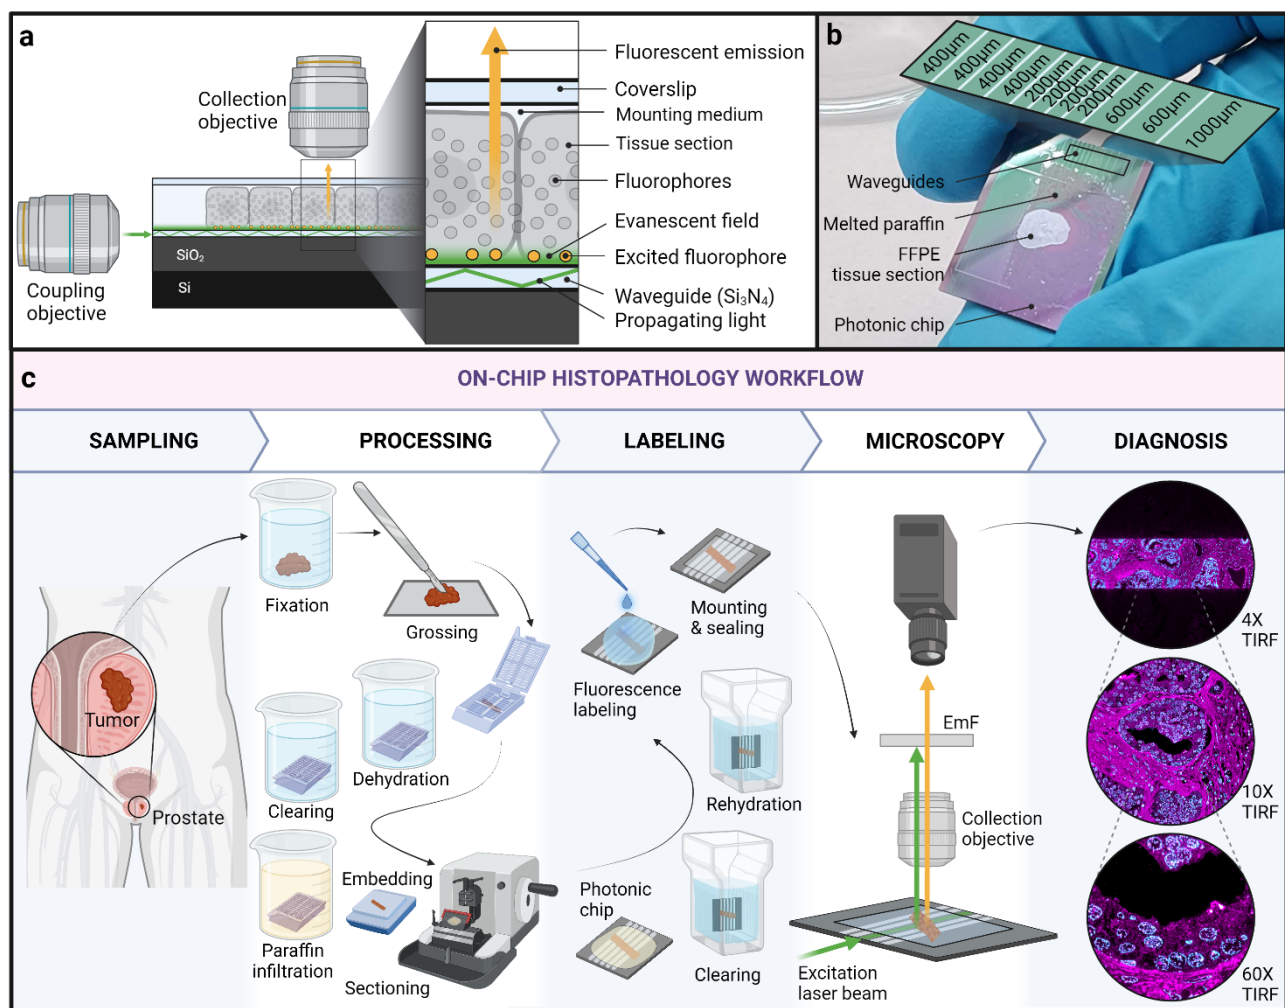 a
Collection
objective
Coupling
objective
SiO₂
Si
Fluorescent emission
Coverslip
Mounting medium
Tissue section
Fluorophores
Evanescent field
Excited fluorophore
Waveguide (Si₃N₄)
Propagating light
b
400µm
400µm
400µm
400µm
200µm
200µm
200µm
200µm
600µm
600µm
1000µm
Waveguides
Melted paraffin
FFPE
tissue section
Photonic chip
c
ON-CHIP HISTOPATHOLOGY WORKFLOW
SAMPLING
PROCESSING
LABELING
MICROSCOPY
DIAGNOSIS
Tumor
Prostate
Fixation
Grossing
Dehydration
Clearing
Paraffin
infiltration
Embedding
Sectioning
Photonic
chip
Clearing
Rehydration
Fluorescence
labeling
Mounting
& sealing
EmF
Collection
objective
Excitation
laser beam
4X
TIRF
10X
TIRF
60X
TIRF